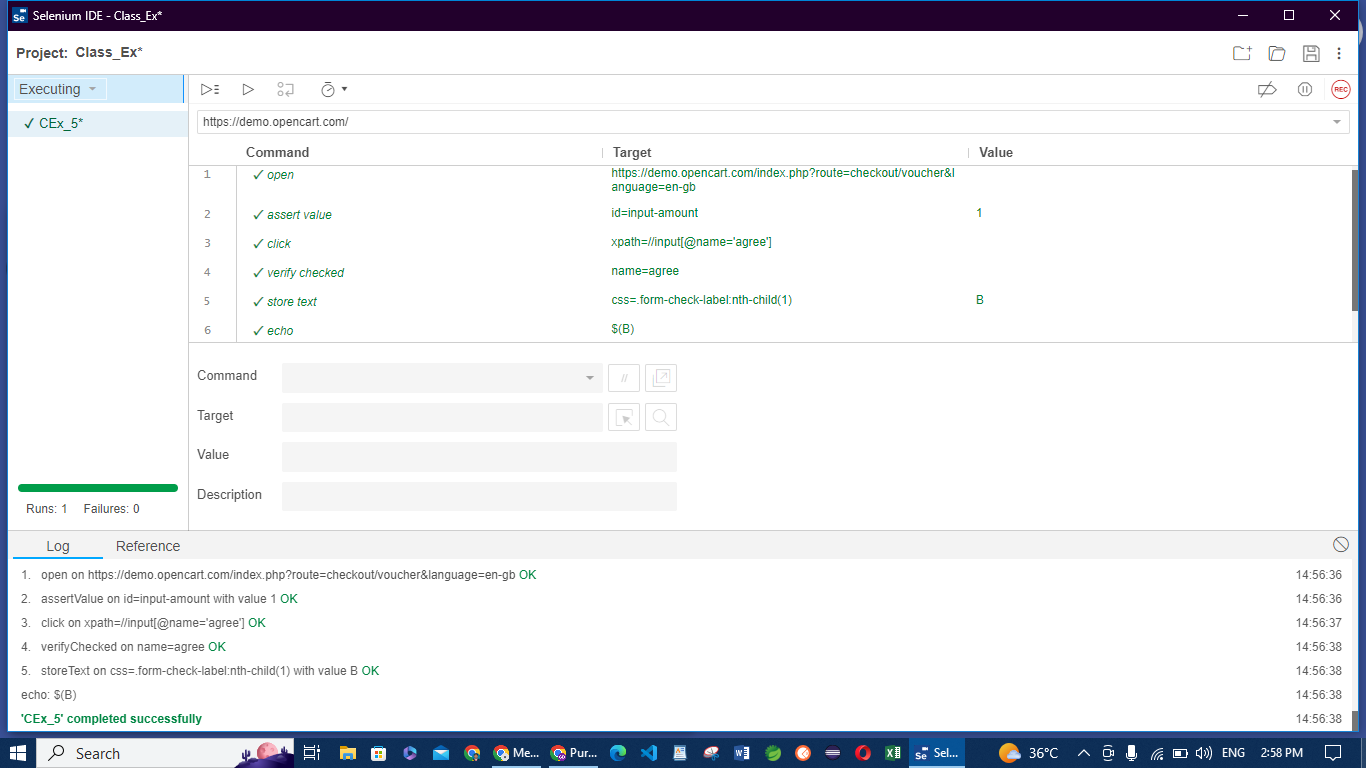 Selenium IDE - Class_Ex*
Project: Class_Ex*
Executing
✓ CEx_5*
REC
https://demo.opencart.com/
Command Target Value
1 ✓ open https://demo.opencart.com/index.php?route=checkout/voucher&l
anguage=en-gb
2 ✓ assert value id=input-amount 1
3 ✓ click xpath=//input[@name='agree']
4 ✓ verify checked name=agree
5 ✓ store text css=.form-check-label:nth-child(1) B
6 ✓ echo $(B)
Command //
Target
Value
Description
Runs: 1 Failures: 0
Log Reference
1. open on https://demo.opencart.com/index.php?route=checkout/voucher&language=en-gb OK 14:56:36
2. assertValue on id=input-amount with value 1 OK 14:56:36
3. click on xpath=//input[@name='agree'] OK 14:56:37
4. verifyChecked on name=agree OK 14:56:38
5. storeText on css=.form-check-label:nth-child(1) with value B OK 14:56:38
echo: $(B) 14:56:38
'CEx_5' completed successfully 14:56:38
Search Me... Pur... Sel... 36°C ENG 2:58 PM